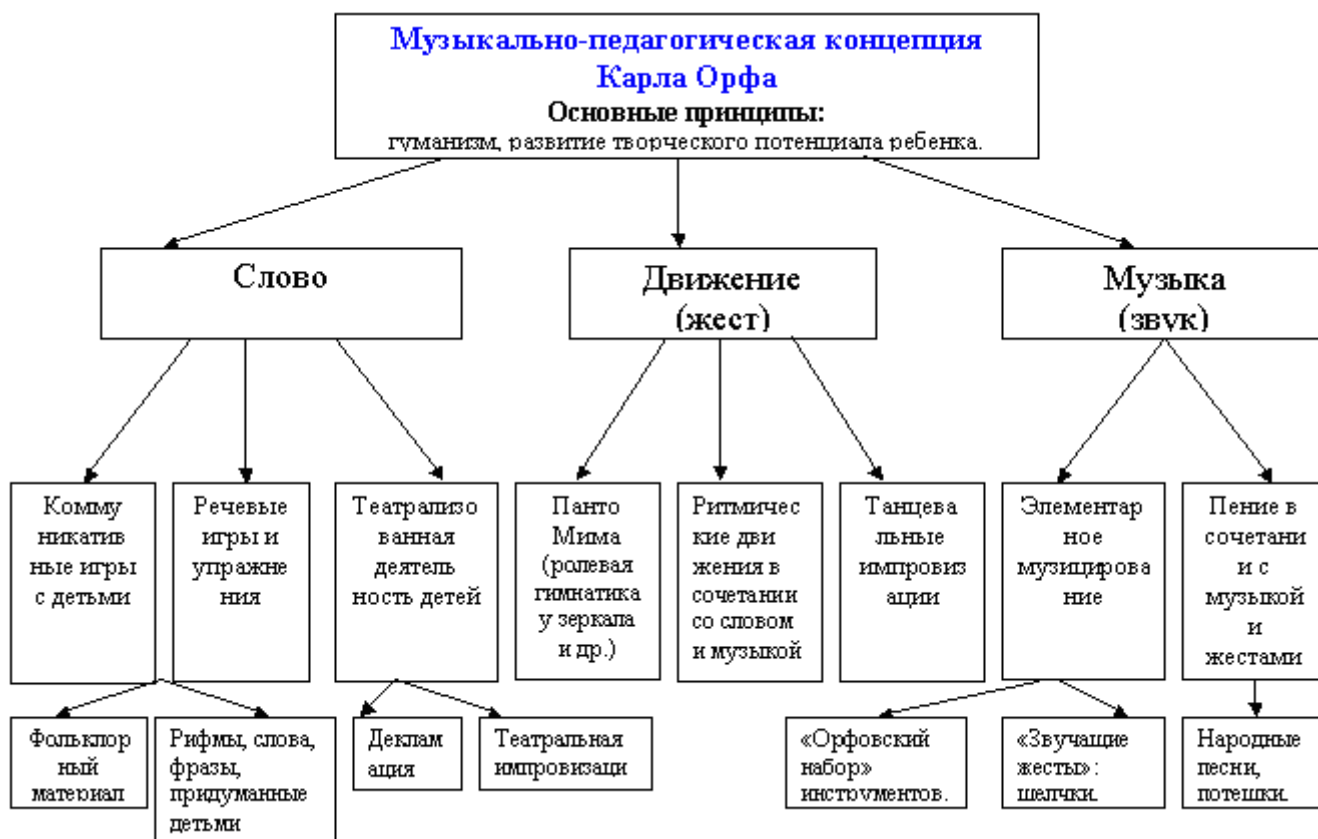 Музыкально-педагогическая концепция
Карла Орфа
Основные принципы:
гуманизм, развитие творческого потенциала ребенка.
Слово
Движение
(жест)
Музыка
(звук)
Комму
никатив
ные игры
с детьми
Речевые
игры и
упражне
ния
Театрализо
ванная
деятель
ность детей
Панто
Мима
(ролевая
гимнатика
у зеркала
и др.)
Ритмичес
кие дви
жения в
сочетании
со словом
и музыкой
Танцева
льные
импровиз
ации
Элементар
ное
музицирова
ние
Пение в
сочетани
и с
музыкой
и
жестами
Фольклор
ный
материал
Рифмы, слова,
фразы,
придуманные
детьми
Деклам
ация
Театральная
импровизаци
«Орфовский
набор»
инструментов.
«Звучащие
жесты»:
щелчки,
Народные
песни,
потешки.